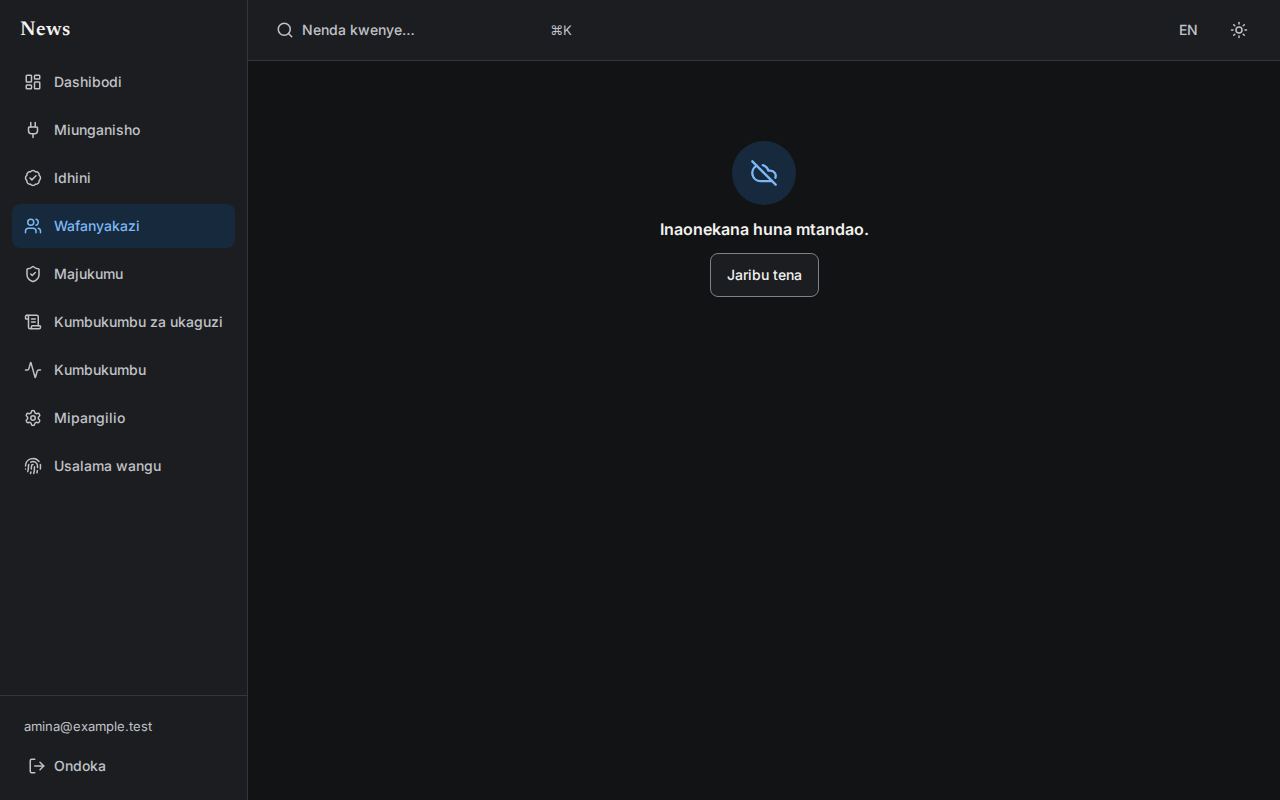 News
Nenda kwenye...
⌘K
EN
Dashibodi
Miunganisho
Idhini
Wafanyakazi
Majukumu
Kumbukumbu za ukaguzi
Kumbukumbu
Mipangilio
Usalama wangu
Inaonekana huna mtandao.
Jaribu tena
amina@example.test
Ondoka